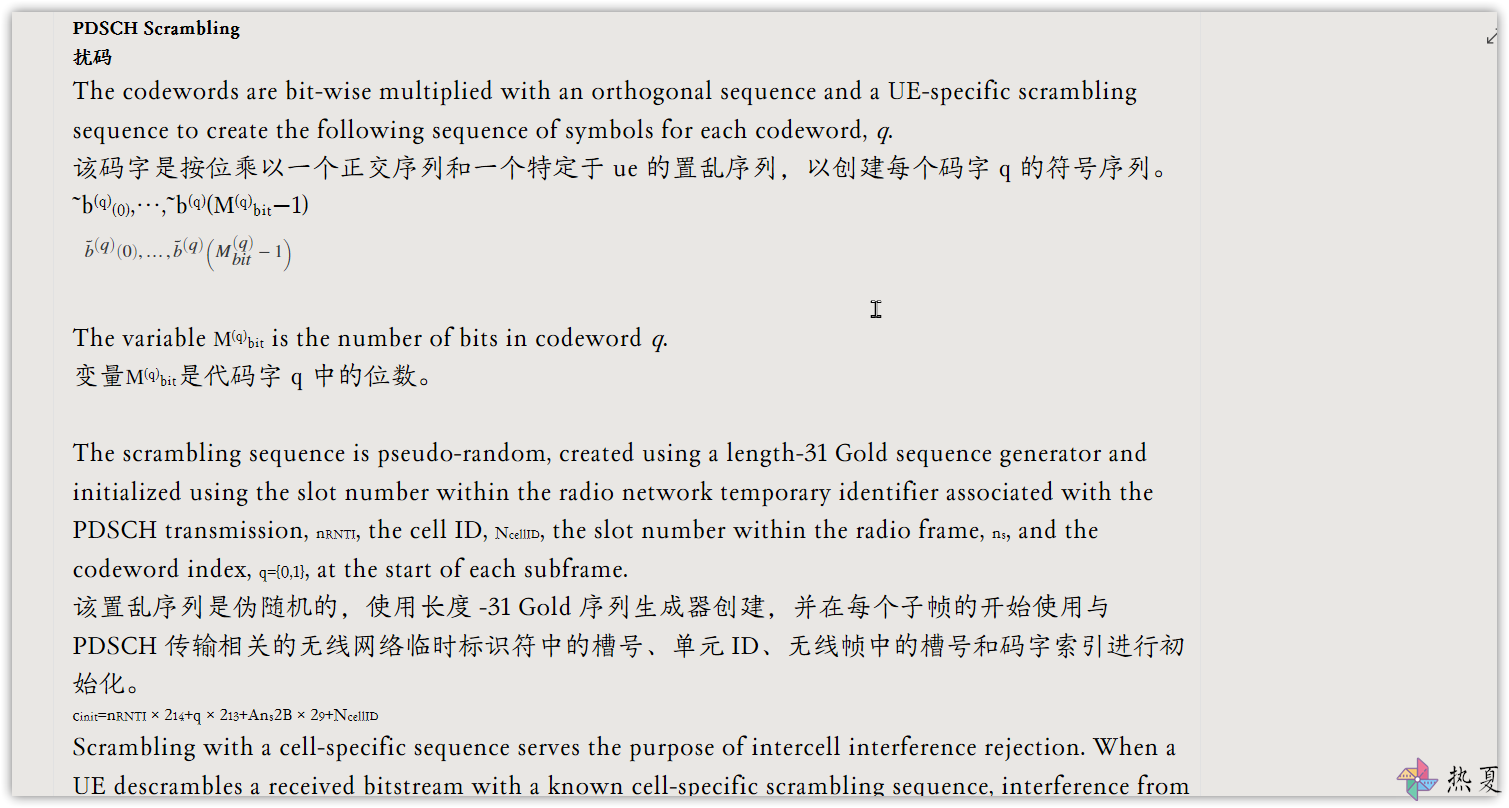 PDSCH Scrambling
扰码
The codewords are bit-wise multiplied with an orthogonal sequence and a UE-specific scrambling
sequence to create the following sequence of symbols for each codeword, q.
该码字是按位乘以一个正交序列和一个特定于 ue 的置乱序列，以创建每个码字 q 的符号序列。
~b(q)(0),⋯,~b(q)(M(q)bit−1)
b̃(q)(0),…,b̃(q)(M(q)bit − 1)
The variable M(q)bit is the number of bits in codeword q.
变量M(q)bit是代码字 q 中的位数。
The scrambling sequence is pseudo-random, created using a length-31 Gold sequence generator and
initialized using the slot number within the radio network temporary identifier associated with the
PDSCH transmission, nRNTI, the cell ID, NcellID, the slot number within the radio frame, ns, and the
codeword index, q={0,1}, at the start of each subframe.
该置乱序列是伪随机的，使用长度 -31 Gold 序列生成器创建，并在每个子帧的开始使用与
PDSCH 传输相关的无线网络临时标识符中的槽号、单元 ID、无线帧中的槽号和码字索引进行初
始化。
cinit=nRNTI × 214+q × 213+Ans2B × 29+NcellID
Scrambling with a cell-specific sequence serves the purpose of intercell interference rejection. When a
UE descrambles a received bitstream with a known cell-specific scrambling sequence, interference from
热夏